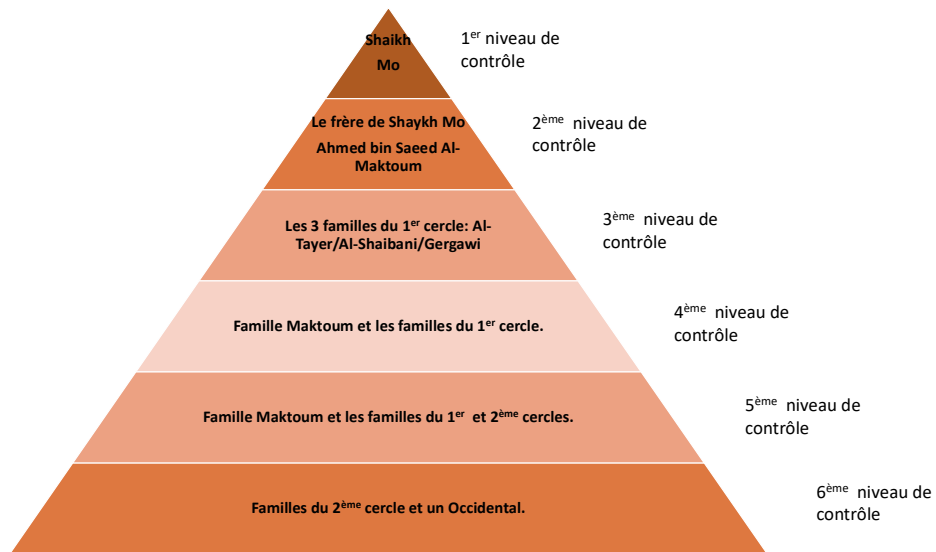 Shaikh
Mo
1er niveau de
contrôle
Le frère de Shaykh Mo
Ahmed bin Saeed Al-
Maktoum
2ème niveau de
contrôle
Les 3 familles du 1er cercle: Al-
Tayer/Al-Shaibani/Gergawi
3ème niveau de
contrôle
Famille Maktoum et les familles du 1er cercle.
4ème niveau de
contrôle
Famille Maktoum et les familles du 1er et 2ème cercles.
5ème niveau de
contrôle
Familles du 2ème cercle et un Occidental.
6ème niveau de
contrôle